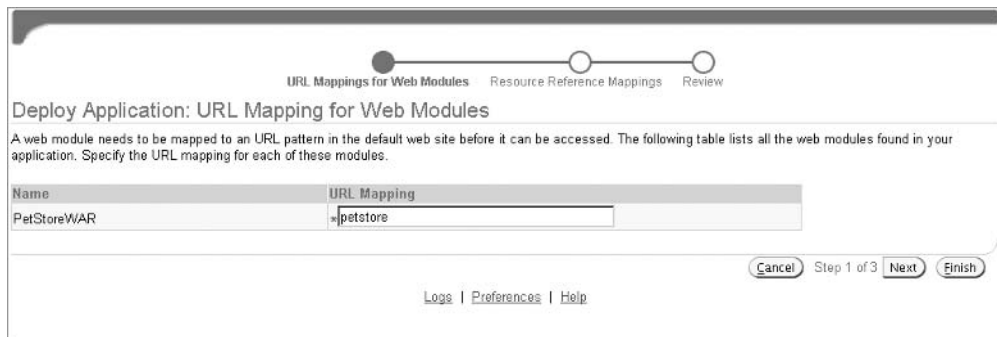 URL Mappings for Web Modules Resource Reference Mappings Review
Deploy Application: URL Mapping for Web Modules
A web module needs to be mapped to an URL pattern in the default web site before it can be accessed. The following table lists all the web modules found in your
application. Specify the URL mapping for each of these modules.
Name URL Mapping
PetStoreWAR *petstore
Cancel Step 1 of 3 Next Finish
Logs | Preferences | Help